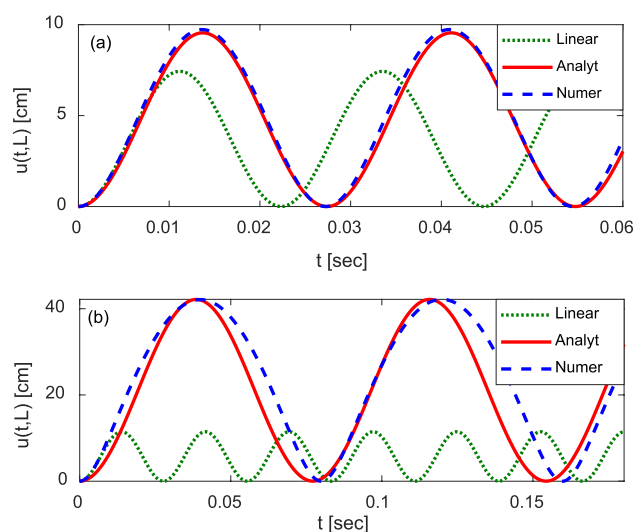 (a)
Linear
Analyt
Numer
u(t,L) [cm]
10
5
0
0 0.01 0.02 0.03 0.04 0.05 0.06
t [sec]
(b)
Linear
Analyt
Numer
u(t,L) [cm]
40
20
0
0 0.05 0.1 0.15
t [sec]